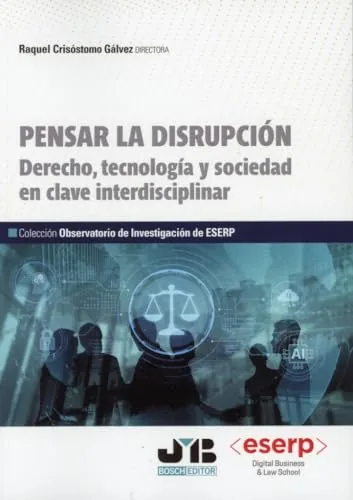 Raquel Crisóstomo Gálvez DIRECTORA
PENSAR LA DISRUPCIÓN
Derecho, tecnología y sociedad
en clave interdisciplinar
Colección Observatorio de Investigación de ESERP
AI
JMB
BOSCH EDITOR
<eserp>
Digital Business
& Law School